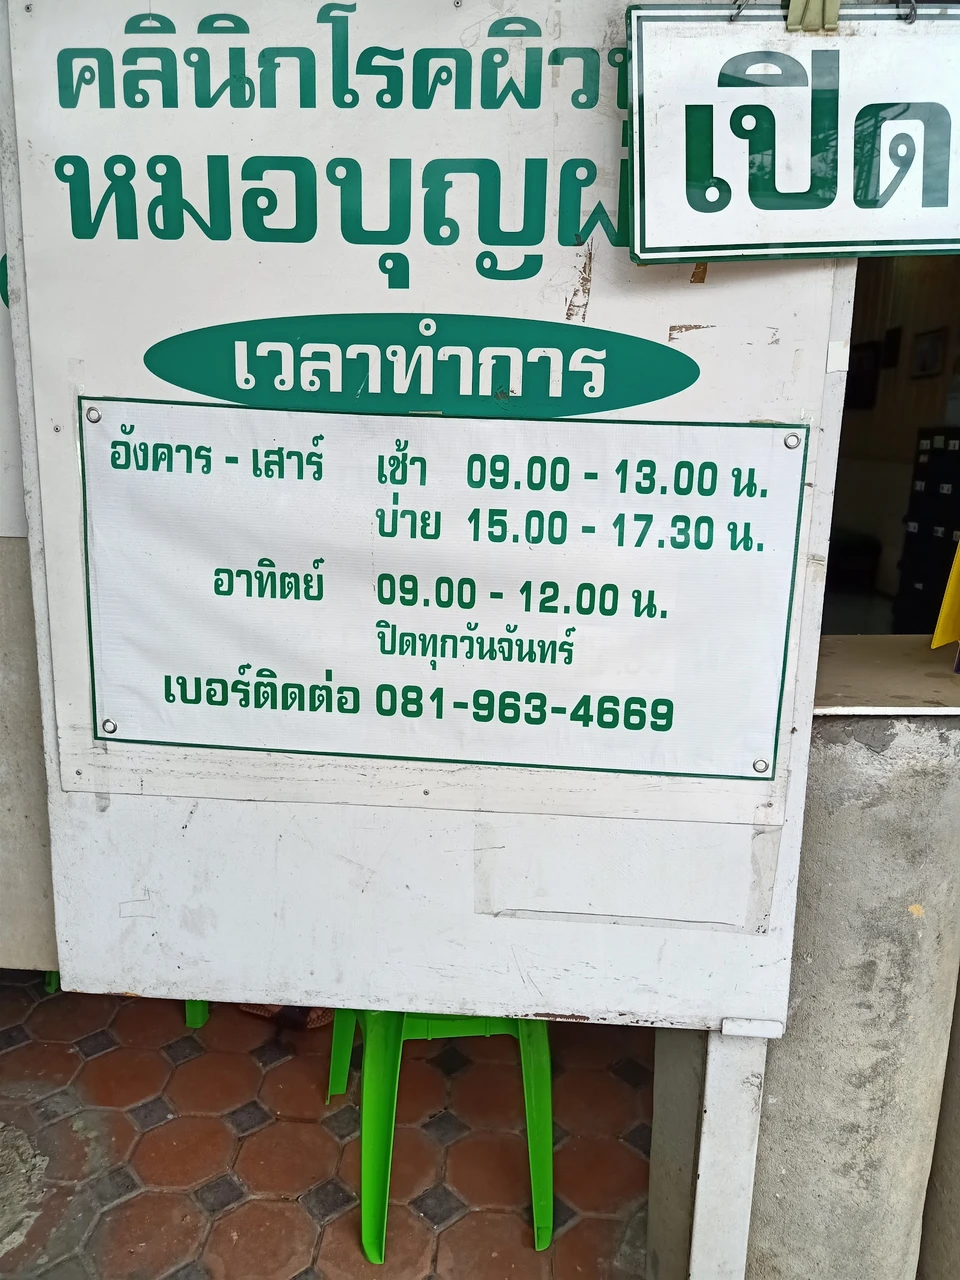 คลินิกโรคผิว
หมอบุญ
เปิด
เวลาทำการ
อังคาร - เสาร์ เช้า 09.00 - 13.00 น.
บ่าย 15.00 - 17.30 น.
อาทิตย์ 09.00 - 12.00 น.
ปิดทุกวันจันทร์
เบอร์ติดต่อ 081-963-4669